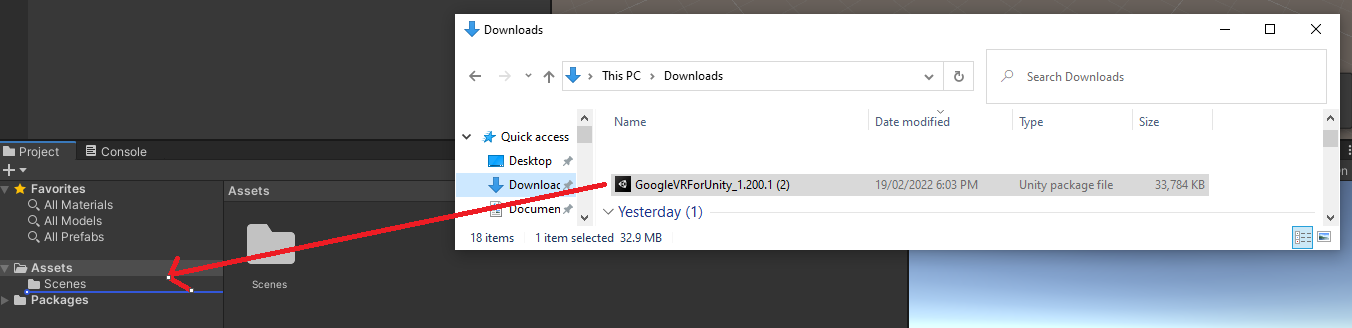 Downloads
This PC
Downloads
Search Downloads
Name
Date modified
Type
Size
Quick access
Desktop
Downloac
Documen
GoogleVRForUnity_1.200.1 (2)
19/02/2022 6:03 PM
Unity package file
33,784 KB
Yesterday (1)
18 items
1 item selected
32.9 MB
Project
Console
Favorites
All Materials
All Models
All Prefabs
Assets
Scenes
Packages
Assets
Scenes